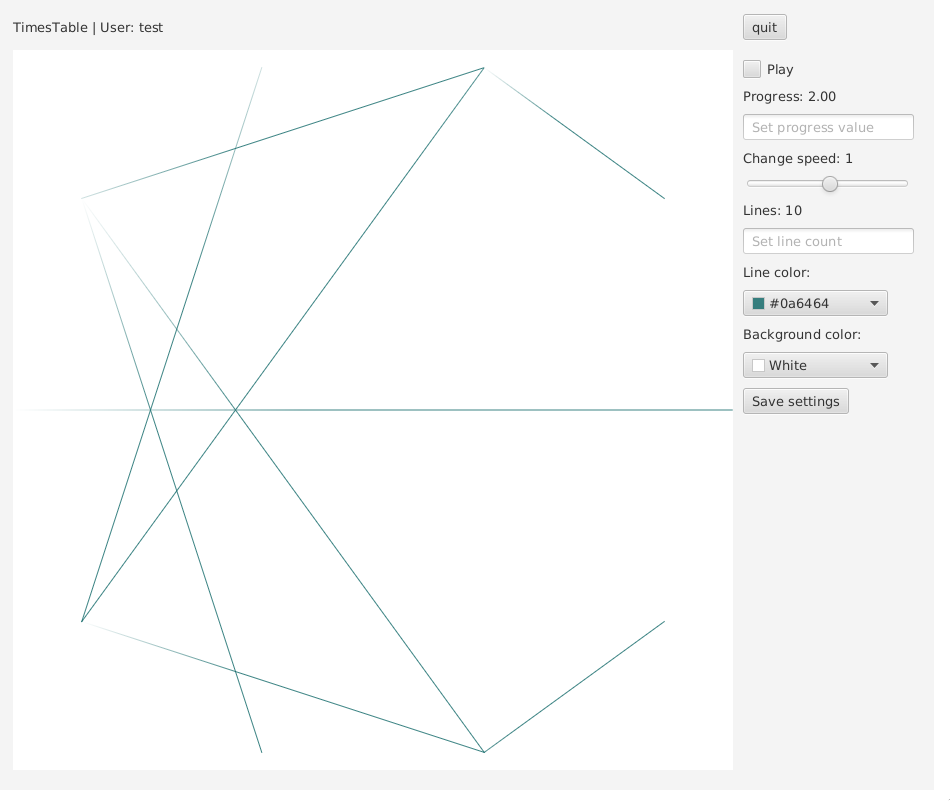 TimesTable | User: test
quit
Play
Progress: 2.00
Set progress value
Change speed: 1
Lines: 10
Set line count
Line color:
#0a6464
Background color:
White
Save settings